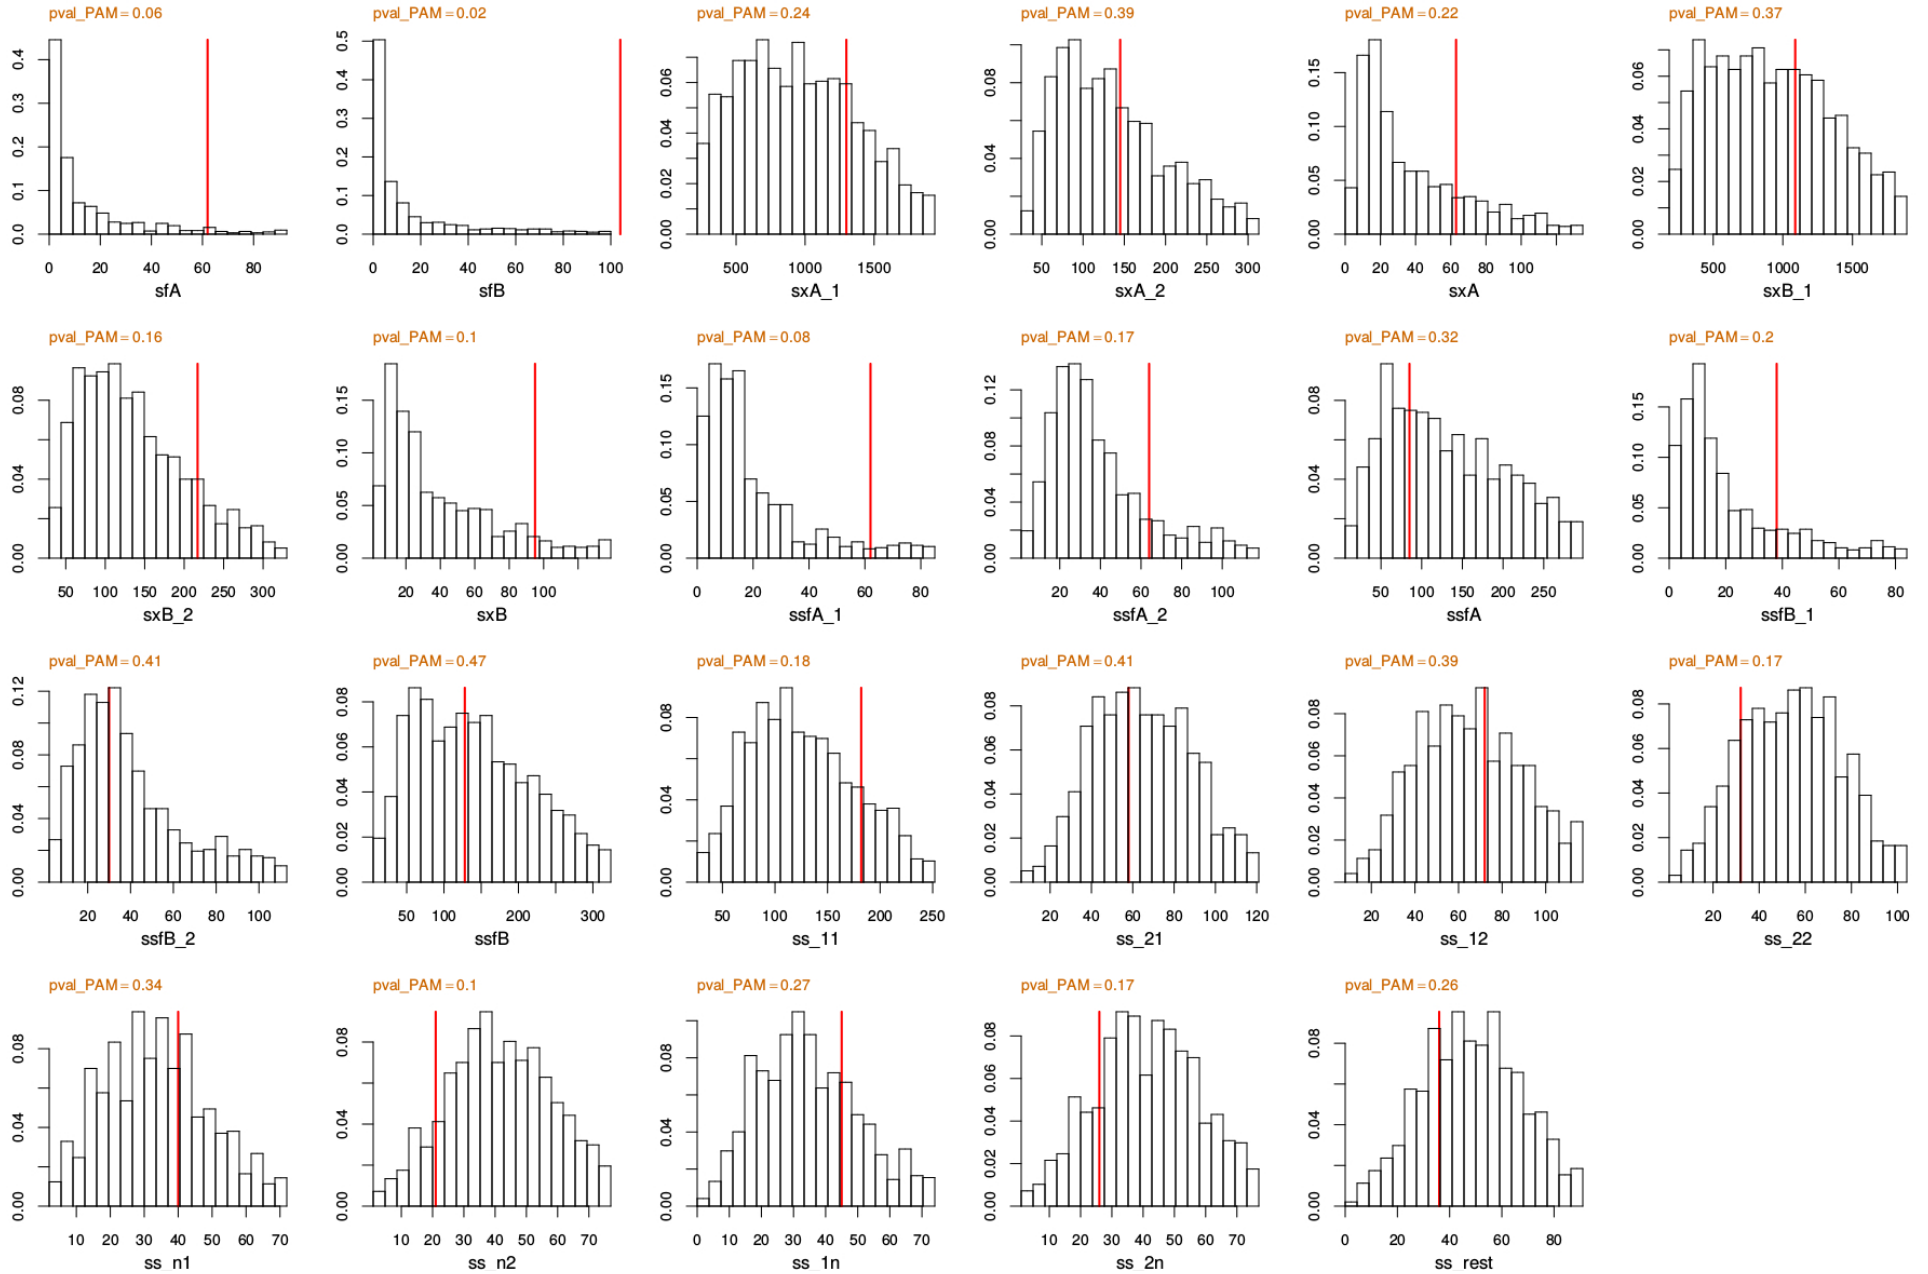 pval_PAM = 0.06
0.0 0.1 0.2 0.3 0.4
0 20 40 60 80
sfA
pval_PAM = 0.02
0.0 0.1 0.2 0.3 0.4 0.5
0 20 40 60 80 100
sfB
pval_PAM = 0.24
0.00 0.02 0.04 0.06
500 1000 1500
sxA_1
pval_PAM = 0.39
0.00 0.04 0.08
50 100 150 200 250 300
sxA_2
pval_PAM = 0.22
0.00 0.05 0.10 0.15
0 20 40 60 80 100
sxA
pval_PAM = 0.37
0.00 0.02 0.04 0.06
500 1000 1500
sxB_1
pval_PAM = 0.16
0.00 0.04 0.08
50 100 150 200 250 300
sxB_2
pval_PAM = 0.1
0.00 0.05 0.10 0.15
20 40 60 80 100
sxB
pval_PAM = 0.08
0.00 0.05 0.10 0.15
0 20 40 60 80
ssfA_1
pval_PAM = 0.17
0.00 0.04 0.08 0.12
20 40 60 80 100
ssfA_2
pval_PAM = 0.32
0.00 0.04 0.08
50 100 150 200 250
ssfA
pval_PAM = 0.2
0.00 0.05 0.10 0.15
0 20 40 60 80
ssfB_1
pval_PAM = 0.41
0.00 0.04 0.08 0.12
20 40 60 80 100
ssfB_2
pval_PAM = 0.47
0.00 0.02 0.04 0.06 0.08
50 100 200 300
ssfB
pval_PAM = 0.18
0.00 0.04 0.08
50 100 150 200 250
ss_11
pval_PAM = 0.41
0.00 0.02 0.04 0.06 0.08
20 40 60 80 100 120
ss_21
pval_PAM = 0.39
0.00 0.02 0.04 0.06 0.08
20 40 60 80 100
ss_12
pval_PAM = 0.17
0.00 0.02 0.04 0.06 0.08
20 40 60 80 100
ss_22
pval_PAM = 0.34
0.00 0.04 0.08
10 20 30 40 50 60 70
ss_n1
pval_PAM = 0.1
0.00 0.04 0.08
10 20 30 40 50 60 70
ss_n2
pval_PAM = 0.27
0.00 0.04 0.08
0 10 20 30 40 50 60 70
ss_1n
pval_PAM = 0.17
0.00 0.02 0.04 0.06 0.08
10 20 30 40 50 60 70
ss_2n
pval_PAM = 0.26
0.00 0.04 0.08
0 20 40 60 80
ss_rest